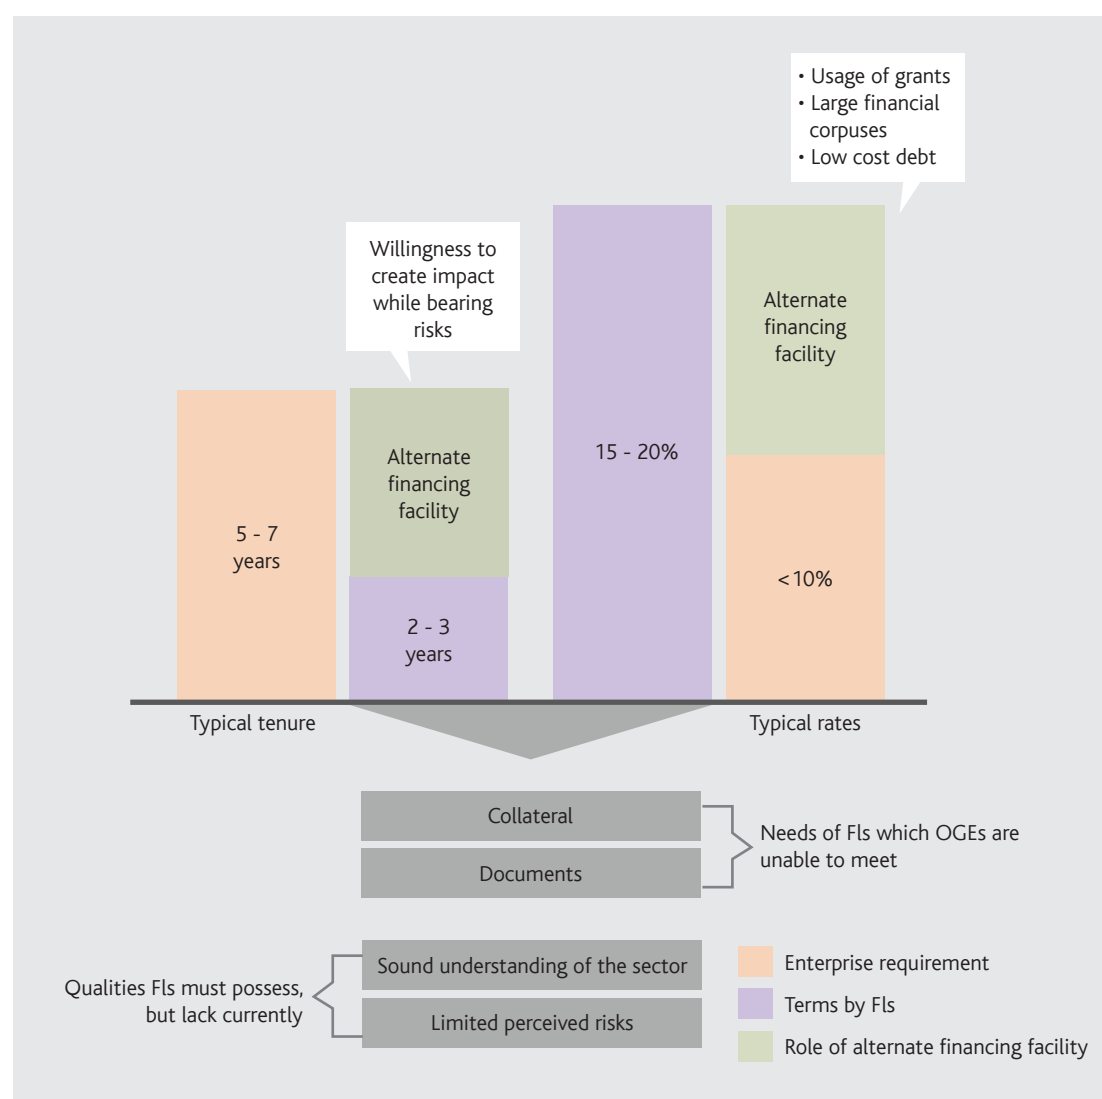 • Usage of grants
• Large financial
corpuses
• Low cost debt
Willingness to
create impact
while bearing
risks
Alternate
financing
facility
Alternate
financing
facility
15 - 20%
5 - 7
years
<10%
2 - 3
years
Typical tenure
Typical rates
Collateral
Documents
Needs of FIs which OGEs are
unable to meet
Sound understanding of the sector
Limited perceived risks
Qualities FIs must possess,
but lack currently
Enterprise requirement
Terms by FIs
Role of alternate financing facility